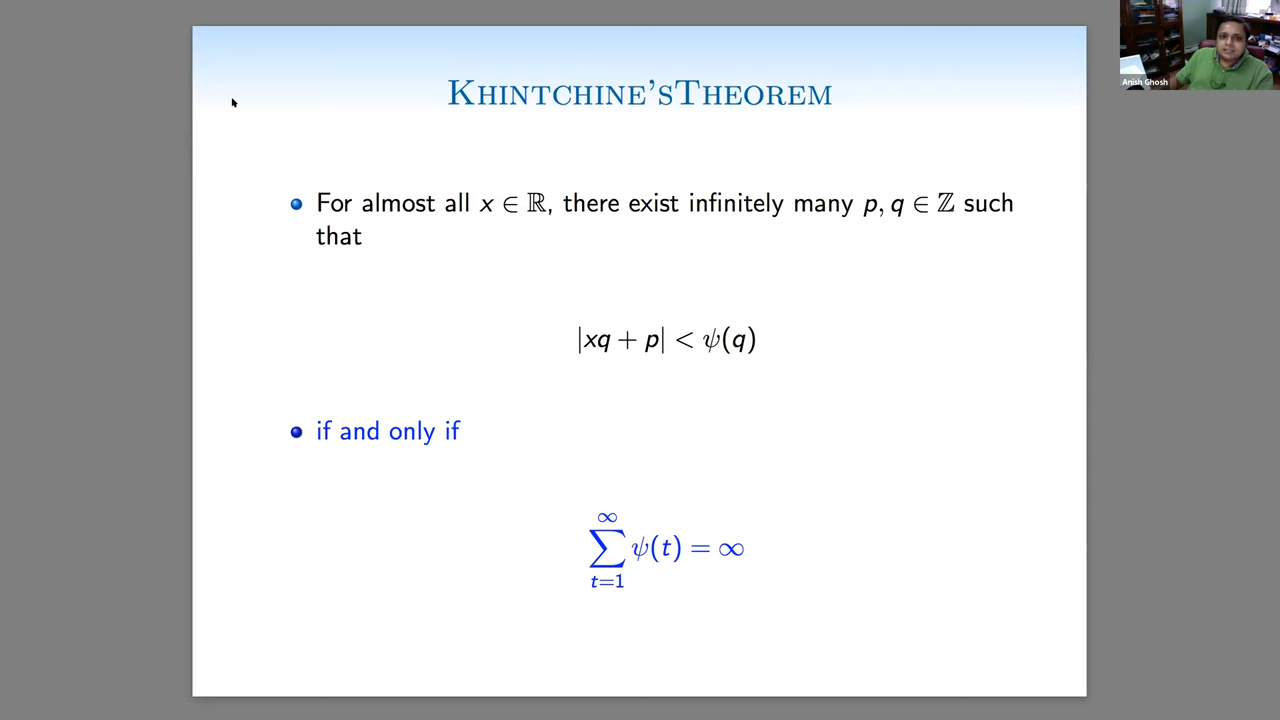 Khintchine'sTheorem
For almost all x ∈ ℝ, there exist infinitely many p, q ∈ ℤ such
that
|xq + p| < ψ(q)
if and only if
∞
∑ ψ(t) = ∞
t=1
Anish Ghosh